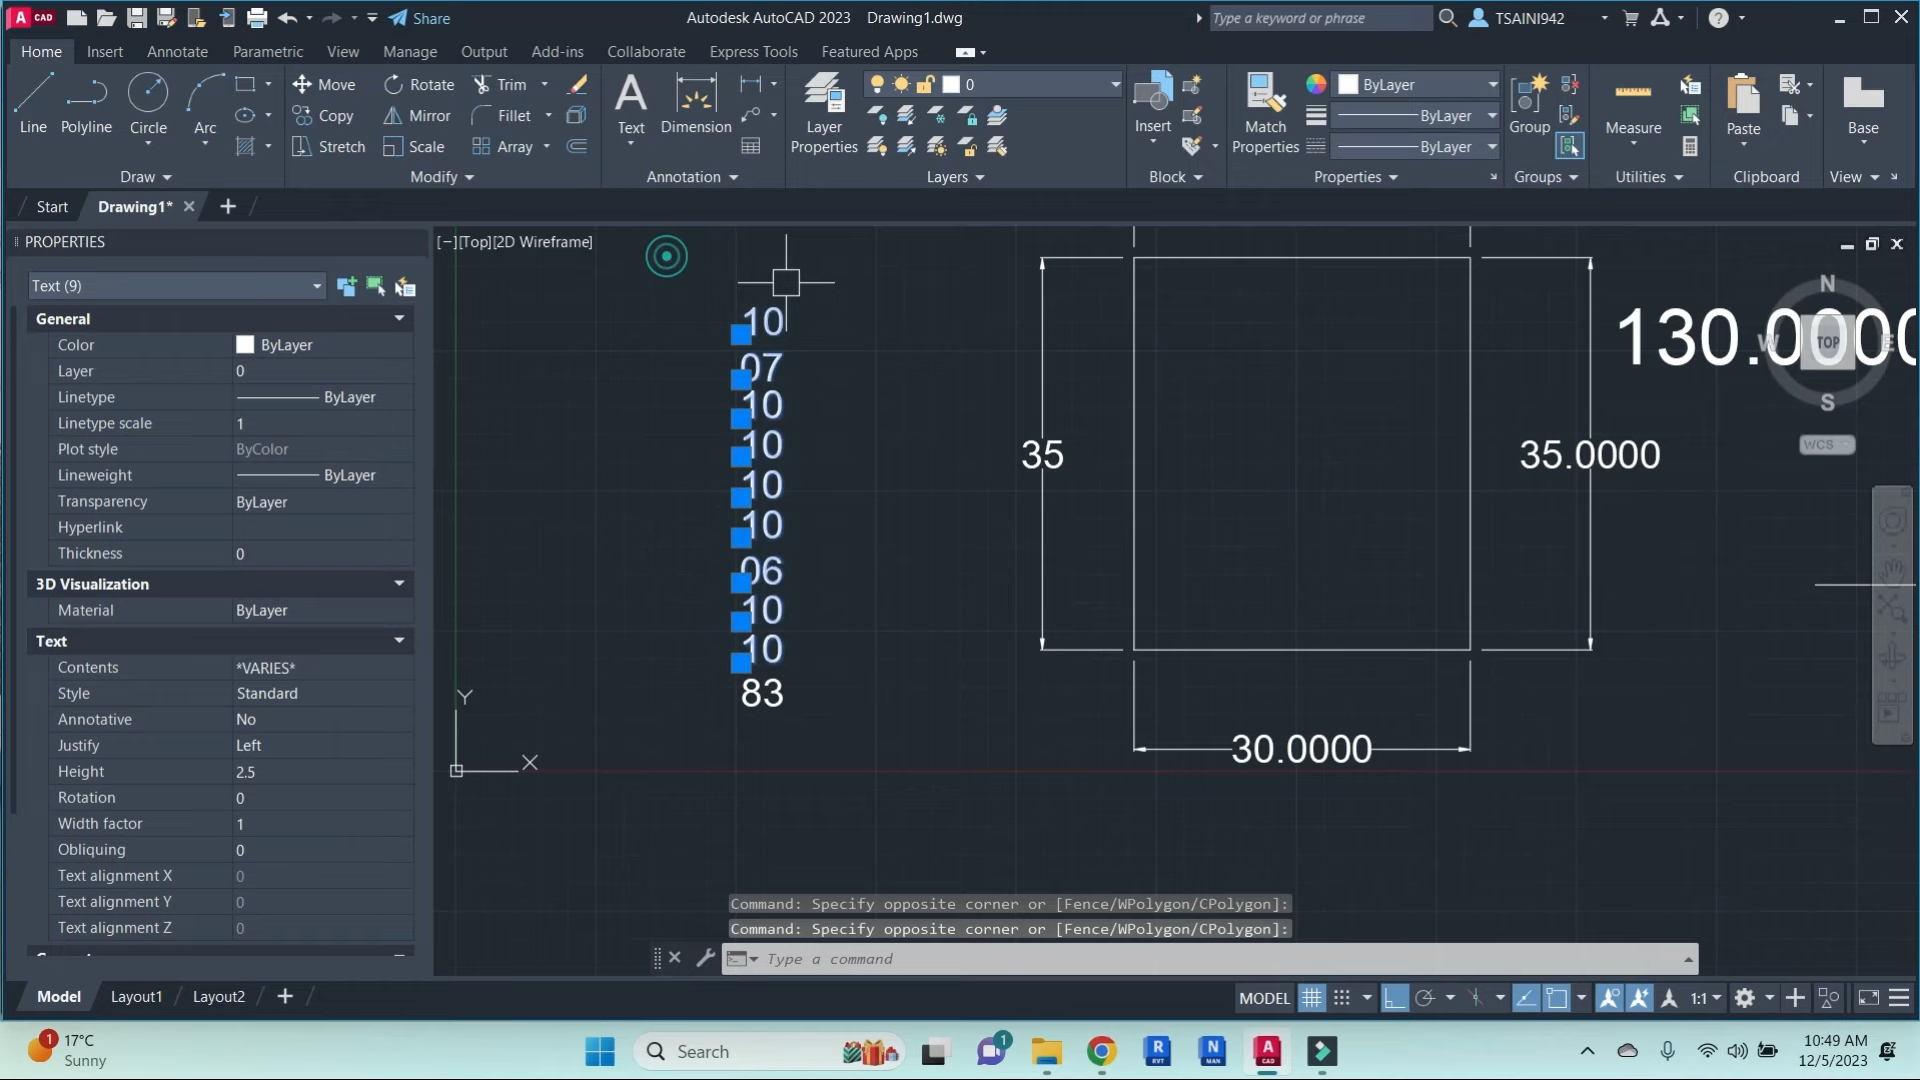 A CAD Share Autodesk AutoCAD 2023 Drawing1.dwg Type a keyword or phrase TSAINI942
Home Insert Annotate Parametric View Manage Output Add-ins Collaborate Express Tools Featured Apps
Line Polyline Circle Arc
Move Rotate Trim
Copy Mirror Fillet
Stretch Scale Array
Text Dimension
Layer Properties
0
Insert
Match Properties
ByLayer
ByLayer
ByLayer
Group
Measure
Paste
Base
Draw Modify Annotation Layers Block Properties Groups Utilities Clipboard View
Start Drawing1* +
PROPERTIES
Text (9)
General
Color ByLayer
Layer 0
Linetype ByLayer
Linetype scale 1
Plot style ByColor
Lineweight ByLayer
Transparency ByLayer
Hyperlink
Thickness 0
3D Visualization
Material ByLayer
Text
Contents *VARIES*
Style Standard
Annotative No
Justify Left
Height 2.5
Rotation 0
Width factor 1
Obliquing 0
Text alignment X 0
Text alignment Y 0
Text alignment Z 0
[−][Top][2D Wireframe]
10
07
10
10
10
10
06
10
10
83
Y
X
35
35.0000
30.0000
130.0000
N
W TOP E
S
WCS
Command: Specify opposite corner or [Fence/WPolygon/CPolygon]:
Command: Specify opposite corner or [Fence/WPolygon/CPolygon]:
Type a command
Model Layout1 Layout2 +
MODEL 1:1
1
17°C
Sunny
Search
1
R RVT
N MAN
A CAD
10:49 AM
12/5/2023